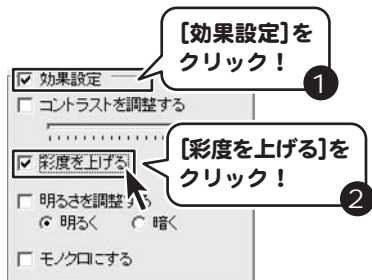 [効果設定]を
クリック！
1
効果設定
コントラストを調整する
[彩度を上げる]を
クリック！
2
彩度を上げる
明るさを調整する
明るく 暗く
モノクロにする